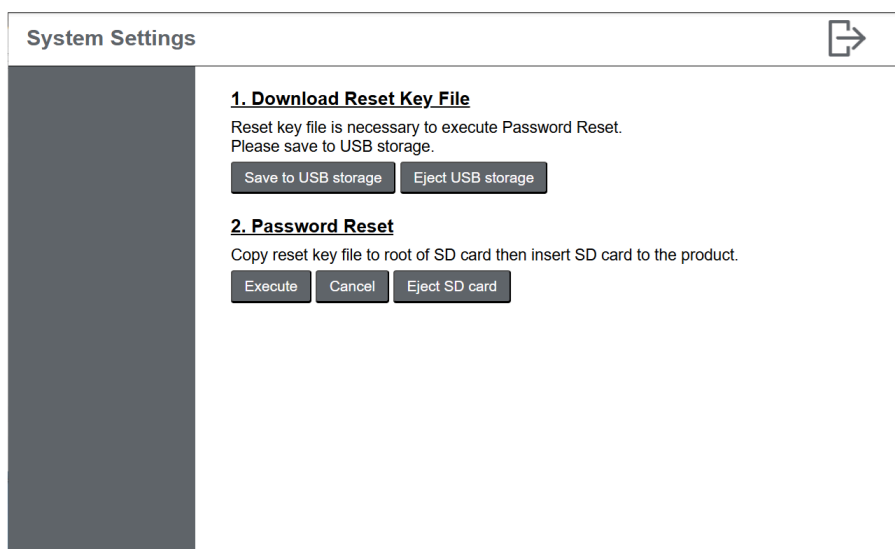 System Settings
1. Download Reset Key File
Reset key file is necessary to execute Password Reset.
Please save to USB storage.
Save to USB storage Eject USB storage
2. Password Reset
Copy reset key file to root of SD card then insert SD card to the product.
Execute Cancel Eject SD card